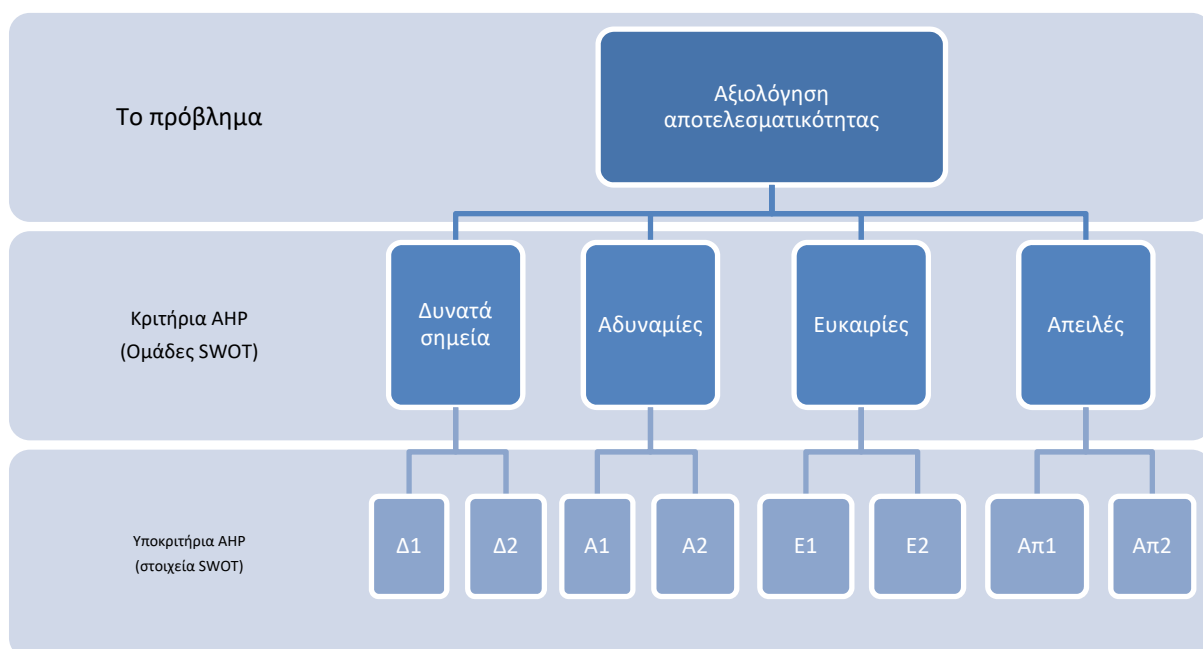 Το πρόβλημα
Αξιολόγηση
αποτελεσματικότητας
Κριτήρια AHP
(Ομάδες SWOT)
Δυνατά
σημεία
Αδυναμίες
Ευκαιρίες
Απειλές
Υποκριτήρια AHP
(στοιχεία SWOT)
Δ1
Δ2
Α1
Α2
Ε1
Ε2
Απ1
Απ2